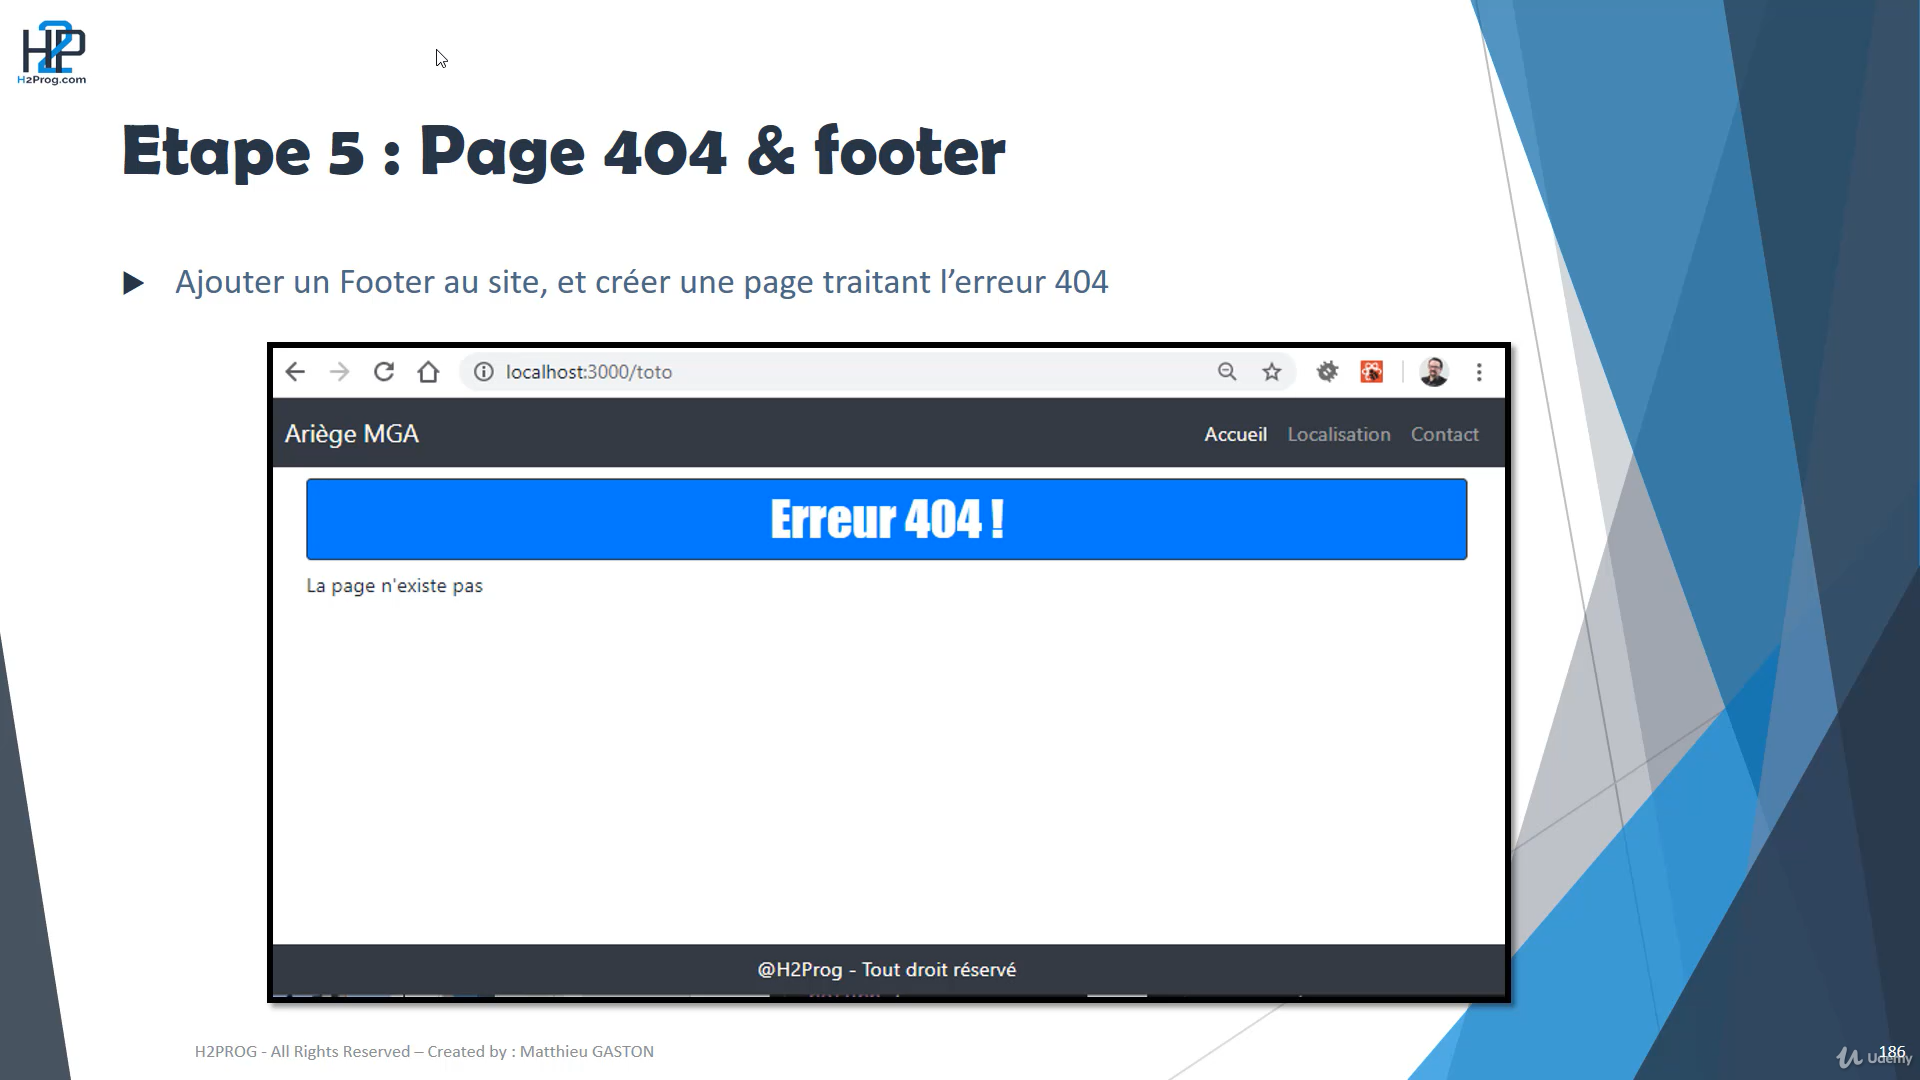 H2P
H2Prog.com
Etape 5 : Page 404 & footer
Ajouter un Footer au site, et créer une page traitant l’erreur 404
localhost:3000/toto
Ariège MGA
Accueil Localisation Contact
Erreur 404 !
La page n'existe pas
@H2Prog - Tout droit réservé
H2PROG - All Rights Reserved – Created by : Matthieu GASTON
186
Udemy